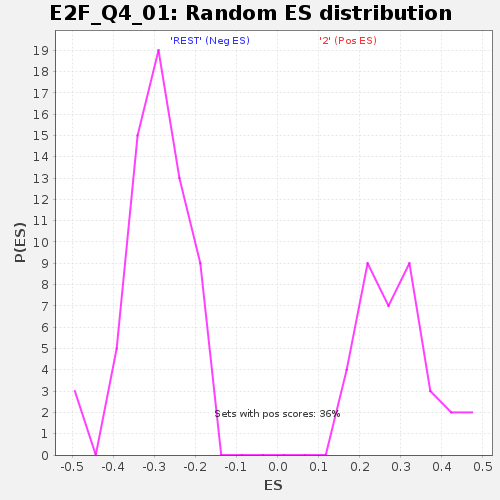 E2F_Q4_01: Random ES distribution
'REST' (Neg ES)
'2' (Pos ES)
19
18
17
16
15
14
13
12
11
10
9
8
7
6
5
4
3
2
1
0
P(ES)
Sets with pos scores: 36%
-0.5 -0.4 -0.3 -0.2 -0.1 0.0 0.1 0.2 0.3 0.4 0.5
ES